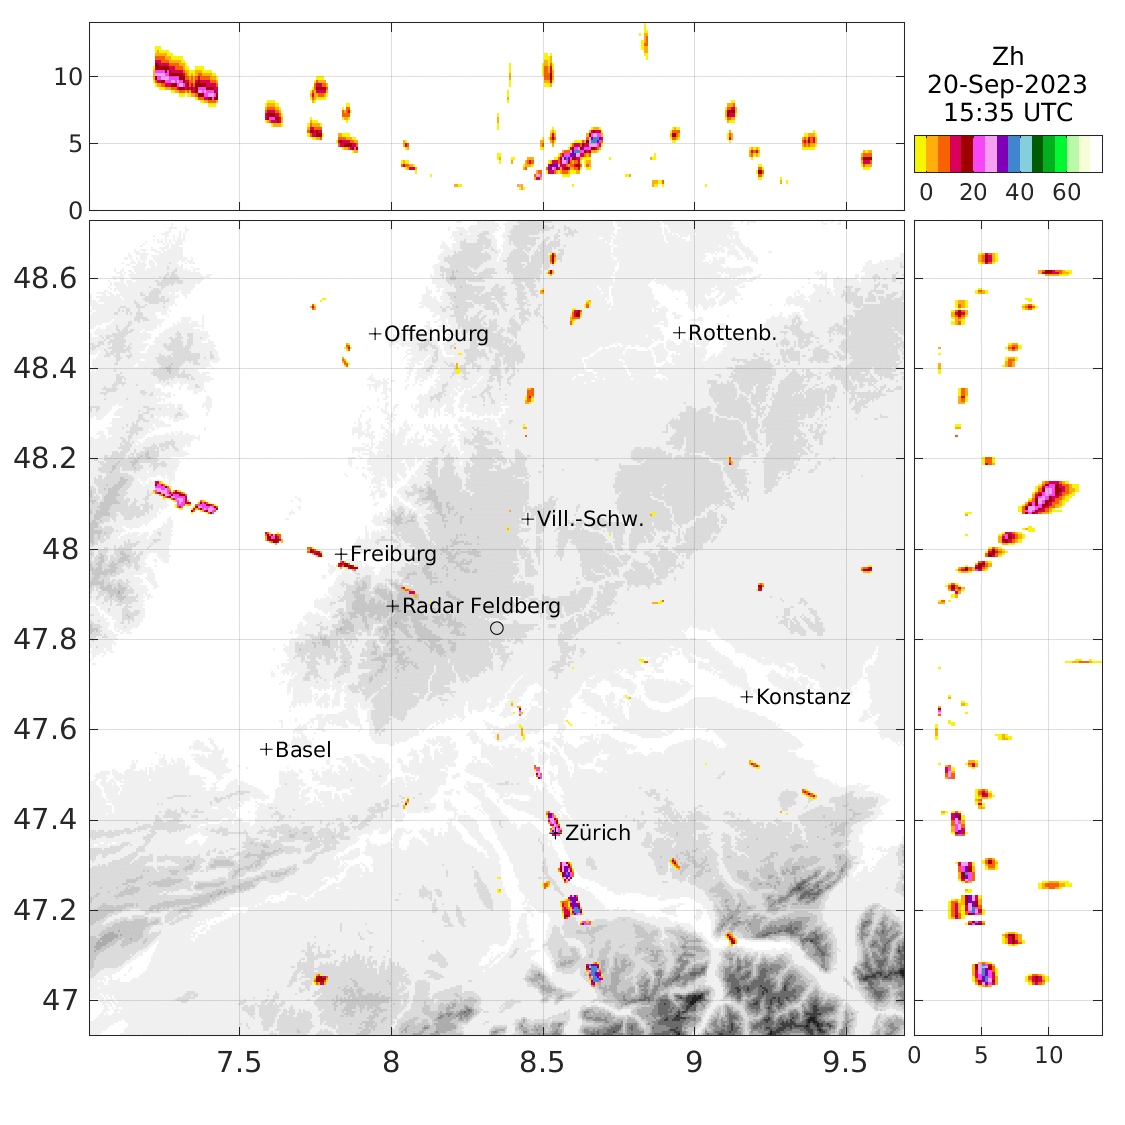 Zh
20-Sep-2023
15:35 UTC
0 20 40 60
10
5
0
48.6
48.4
48.2
48
47.8
47.6
47.4
47.2
47
Offenburg
Rottenb.
Vill.-Schw.
Freiburg
Radar Feldberg
Konstanz
Basel
Zürich
7.5 8 8.5 9 9.5
0 5 10